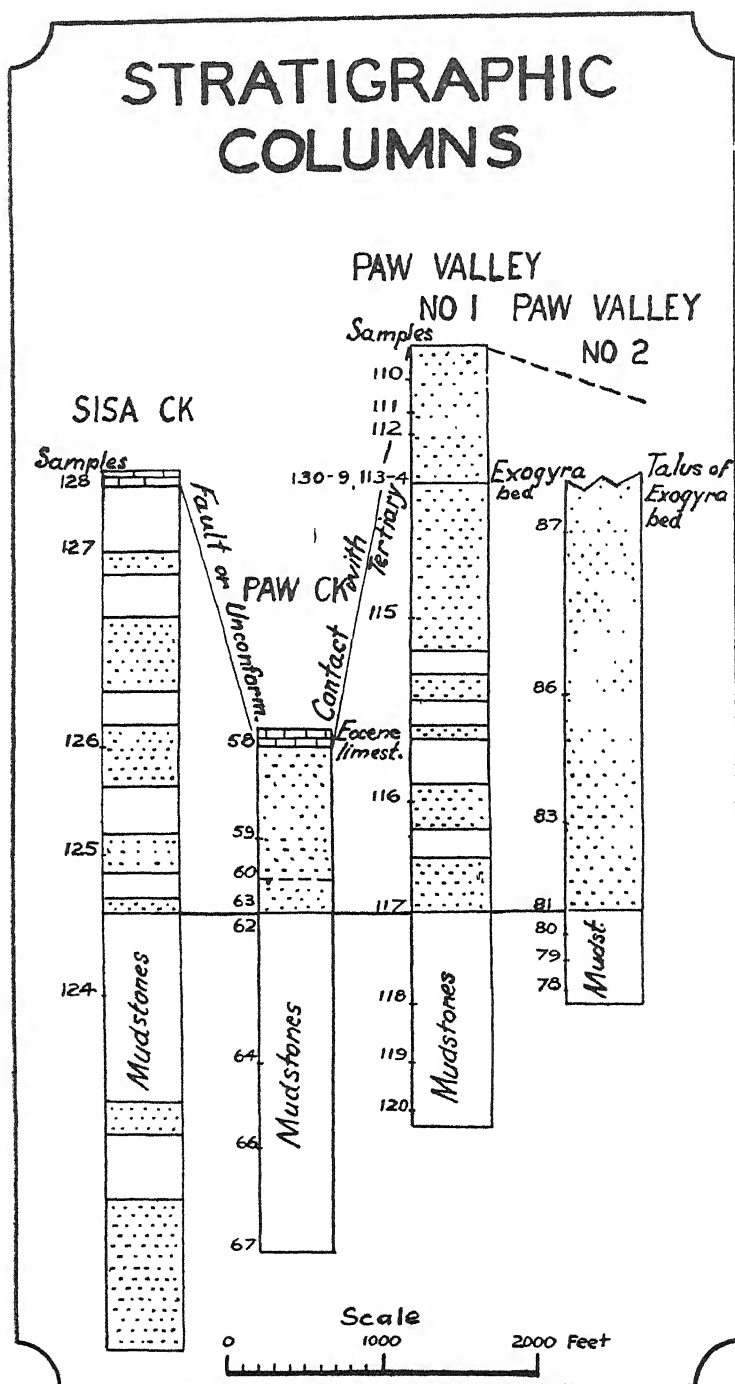 STRATIGRAPHIC
COLUMNS
PAW VALLEY
NO 1
PAW VALLEY
NO 2
SISA CK
PAW CK
Samples
128
127
126
125
124
Mudstones
Fault or Unconform.
58
59
60
63
62
64
66
67
Mudstones
Contact with
Tertiary
Eocene
limest.
Samples
110
111
112
130-9, 113-4
115
116
117
118
119
120
Mudstones
Exogyra
bed
Talus of
Exogyra
bed
87
86
83
81
80
79
78
Mudst
Scale
0 1000 2000 Feet